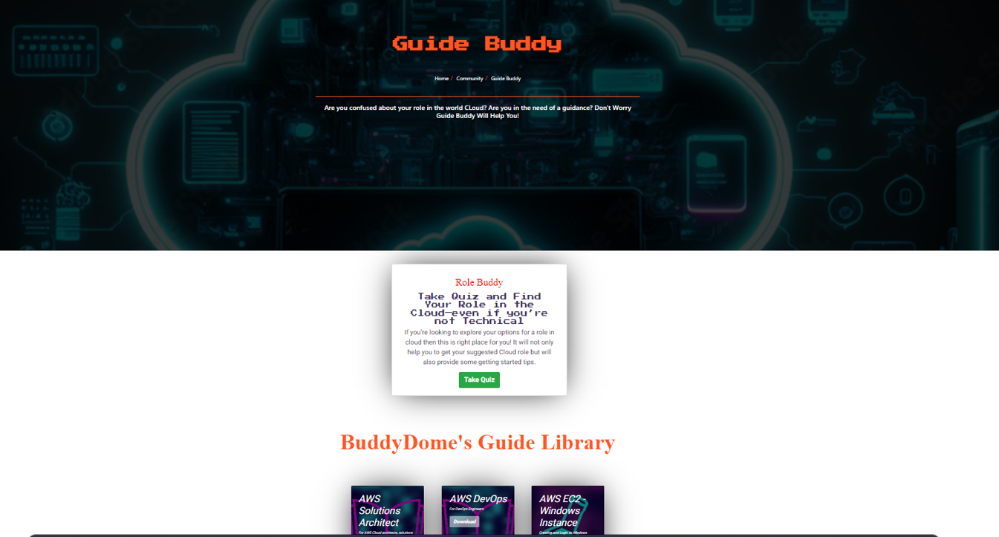 Guide Buddy
Home / Community / Guide Buddy
Are you confused about your role in the world CLoud? Are you in the need of a guidance? Don't Worry
Guide Buddy Will Help You!
Role Buddy
Take Quiz and Find
Your Role in the
Cloud—even if you're
not Technical
If you're looking to explore your options for a role in
cloud then this is right place for you! It will not only
help you to get your suggested Cloud role but will
also provide some getting started tips.
Take Quiz
BuddyDome's Guide Library
AWS
Solutions
Architect
For AWS Cloud architects, solutions
AWS DevOps
For DevOps Engineers
Download
AWS EC2 -
Windows
Instance
Creating and Login to Windows